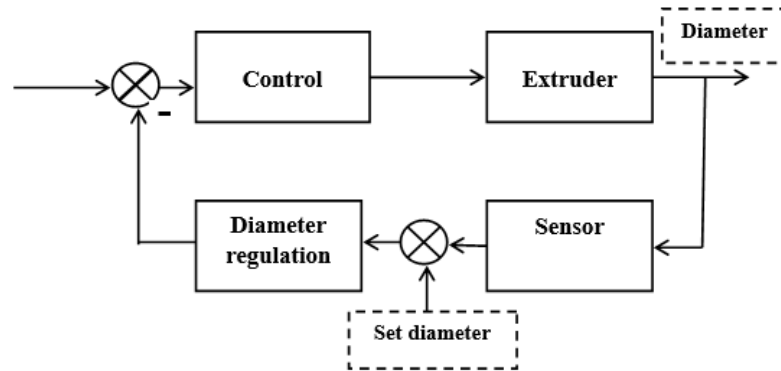 Diameter
Control
Extruder
-
Diameter
regulation
Sensor
Set diameter